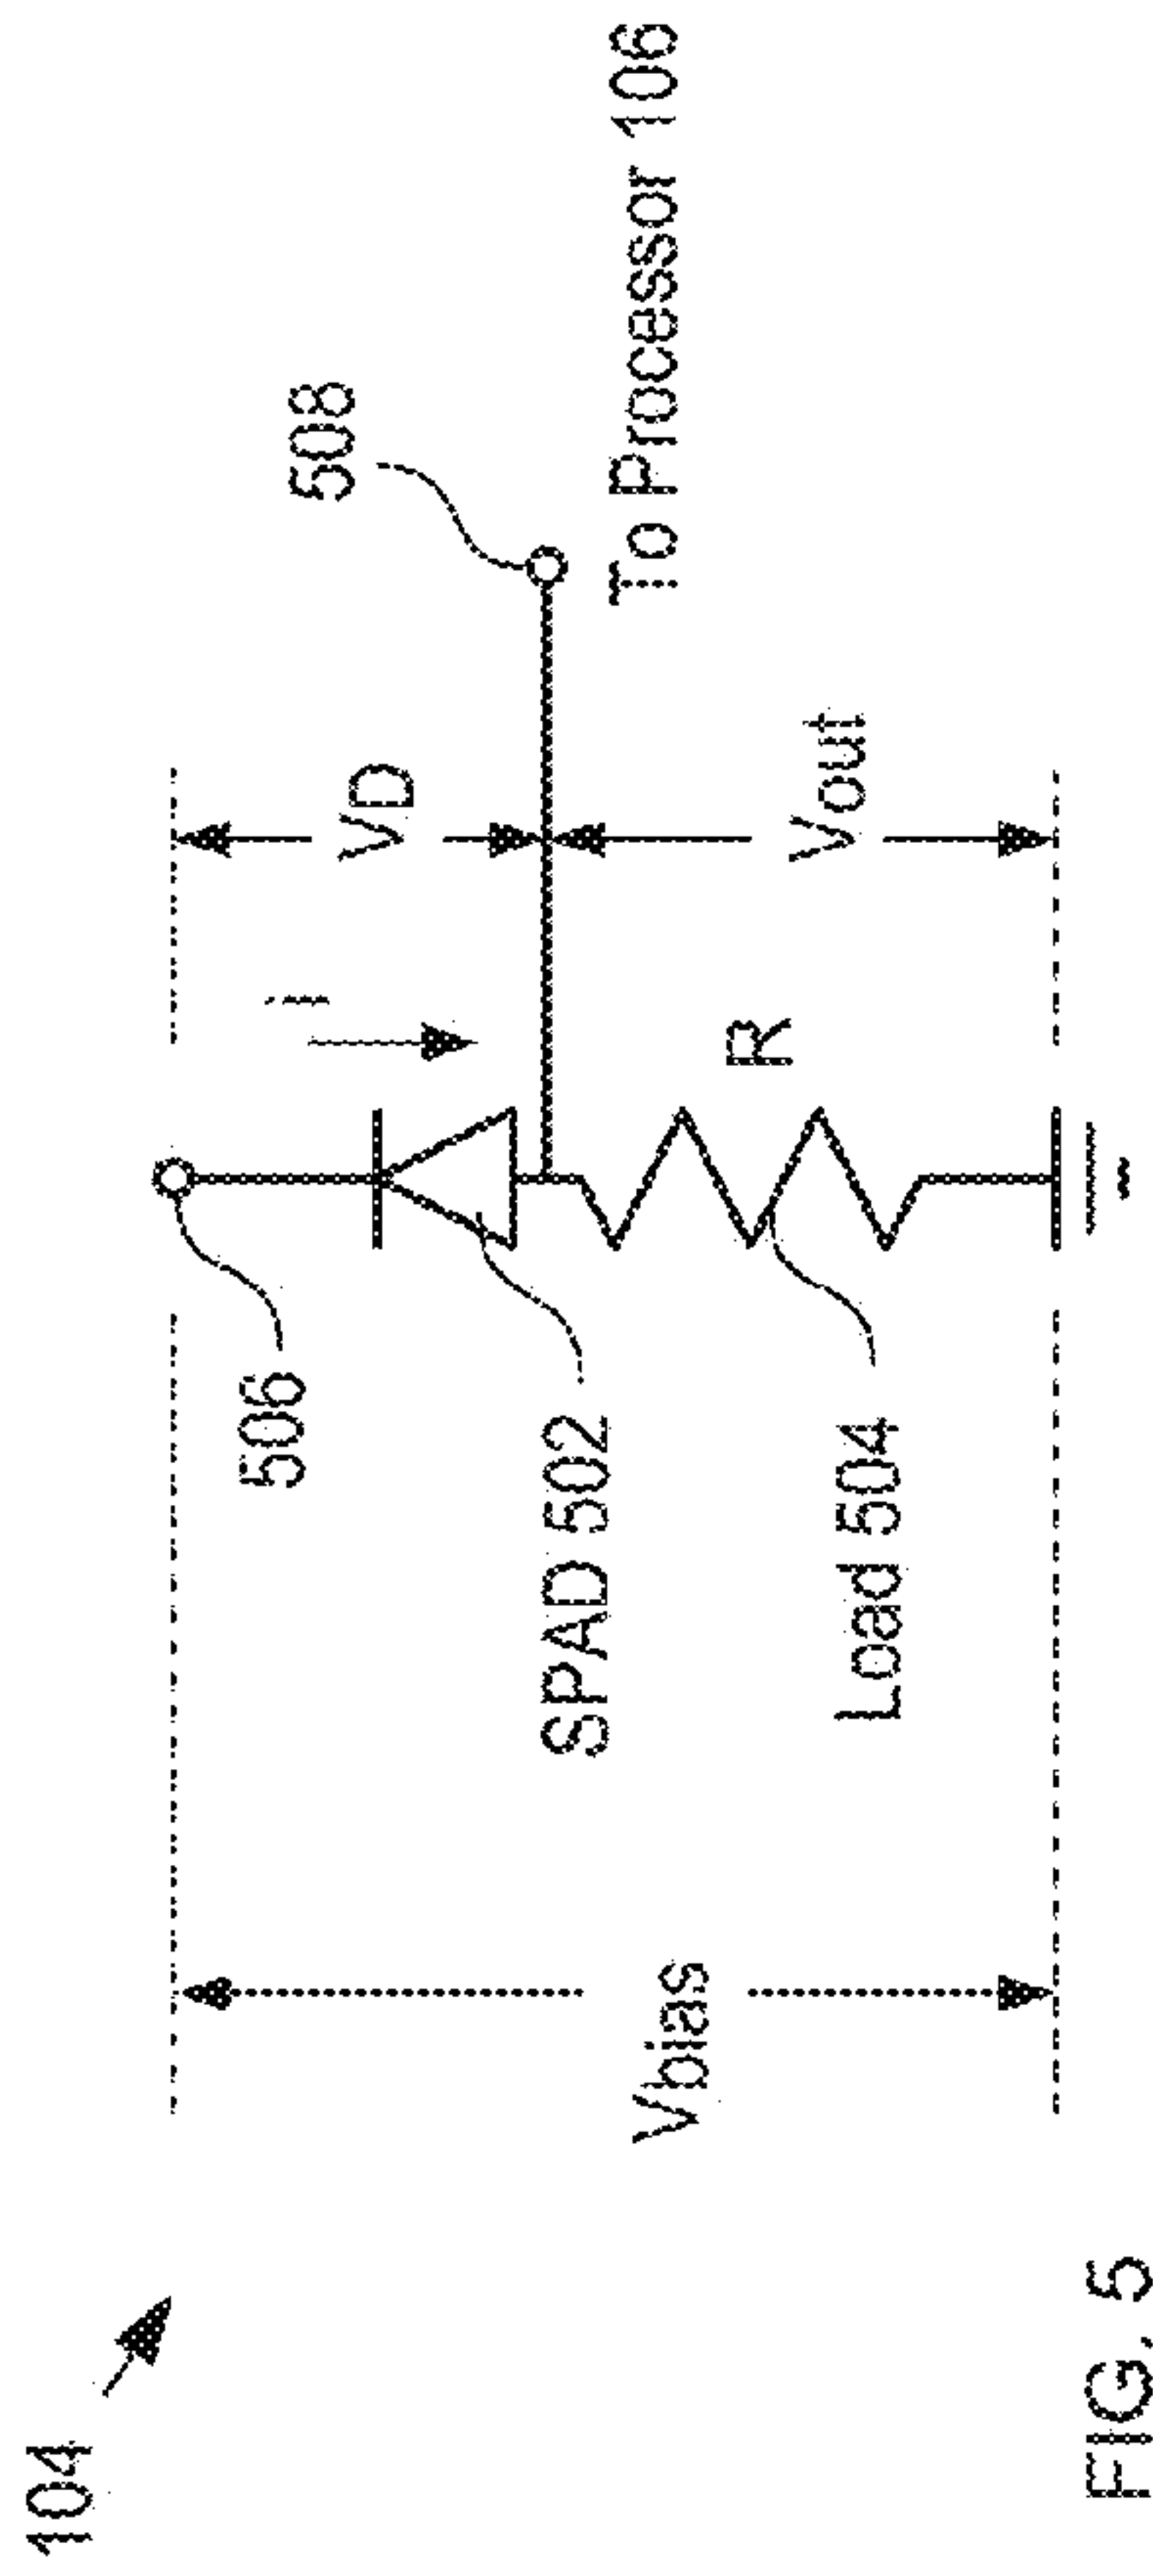 104
506
i
VD
508
SPAD 502
Load 504
R
Vout
To Processor 106
Vbias
FIG. 5